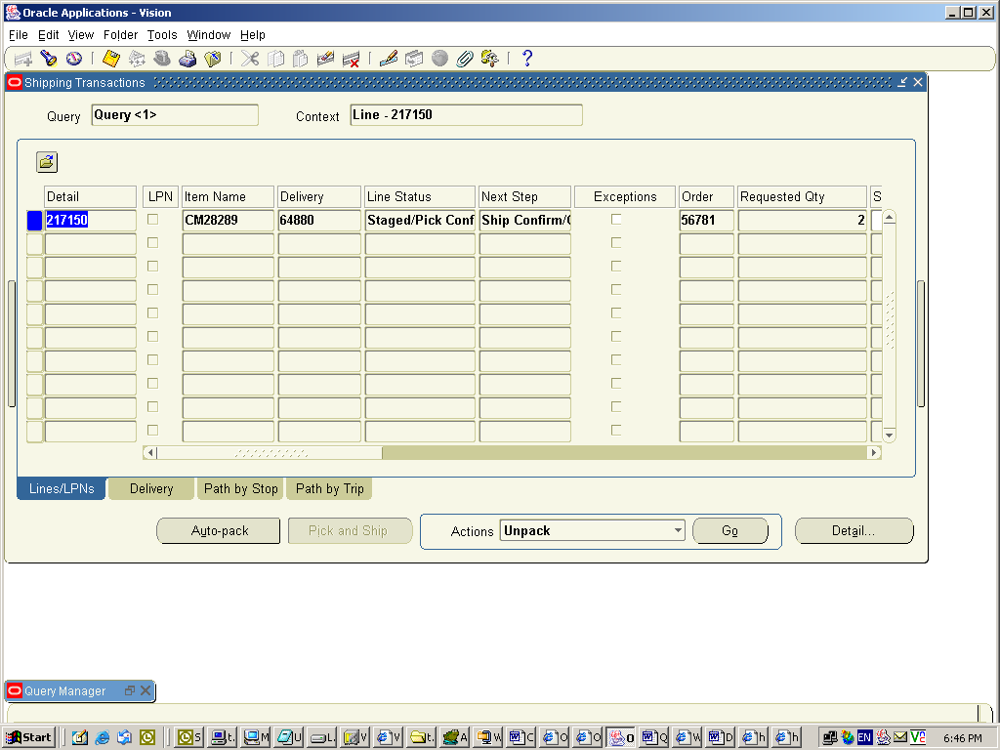 Oracle Applications - Vision
File Edit View Folder Tools Window Help
Shipping Transactions
Query Query <1> Context Line - 217150
Detail LPN Item Name Delivery Line Status Next Step Exceptions Order Requested Qty S
217150 CM28289 64880 Staged/Pick Conf Ship Confirm/ 56781 2
Lines/LPNs Delivery Path by Stop Path by Trip
Auto-pack Pick and Ship Actions Unpack Go Detail...
Query Manager
Start S t. M U L V V t. A W C O O O Q W D h h EN 6:46 PM